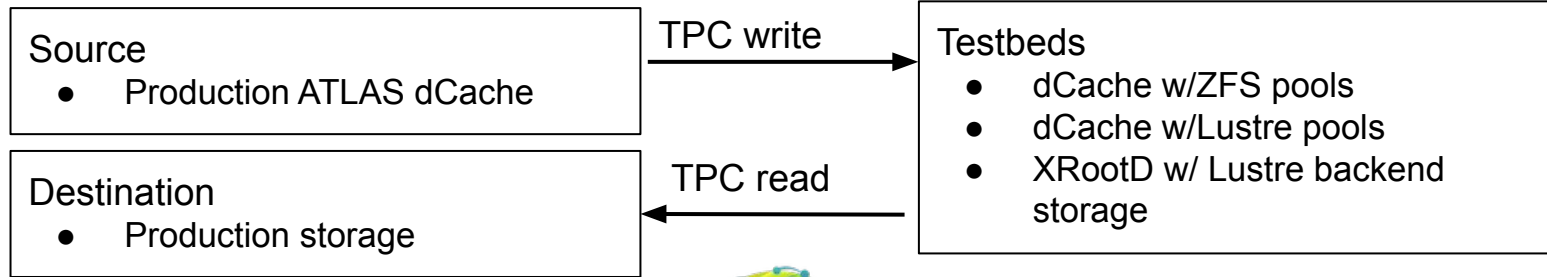 Source
● Production ATLAS dCache
TPC write
Testbeds
● dCache w/ZFS pools
● dCache w/Lustre pools
● XRootD w/ Lustre backend
storage
Destination
● Production storage
TPC read